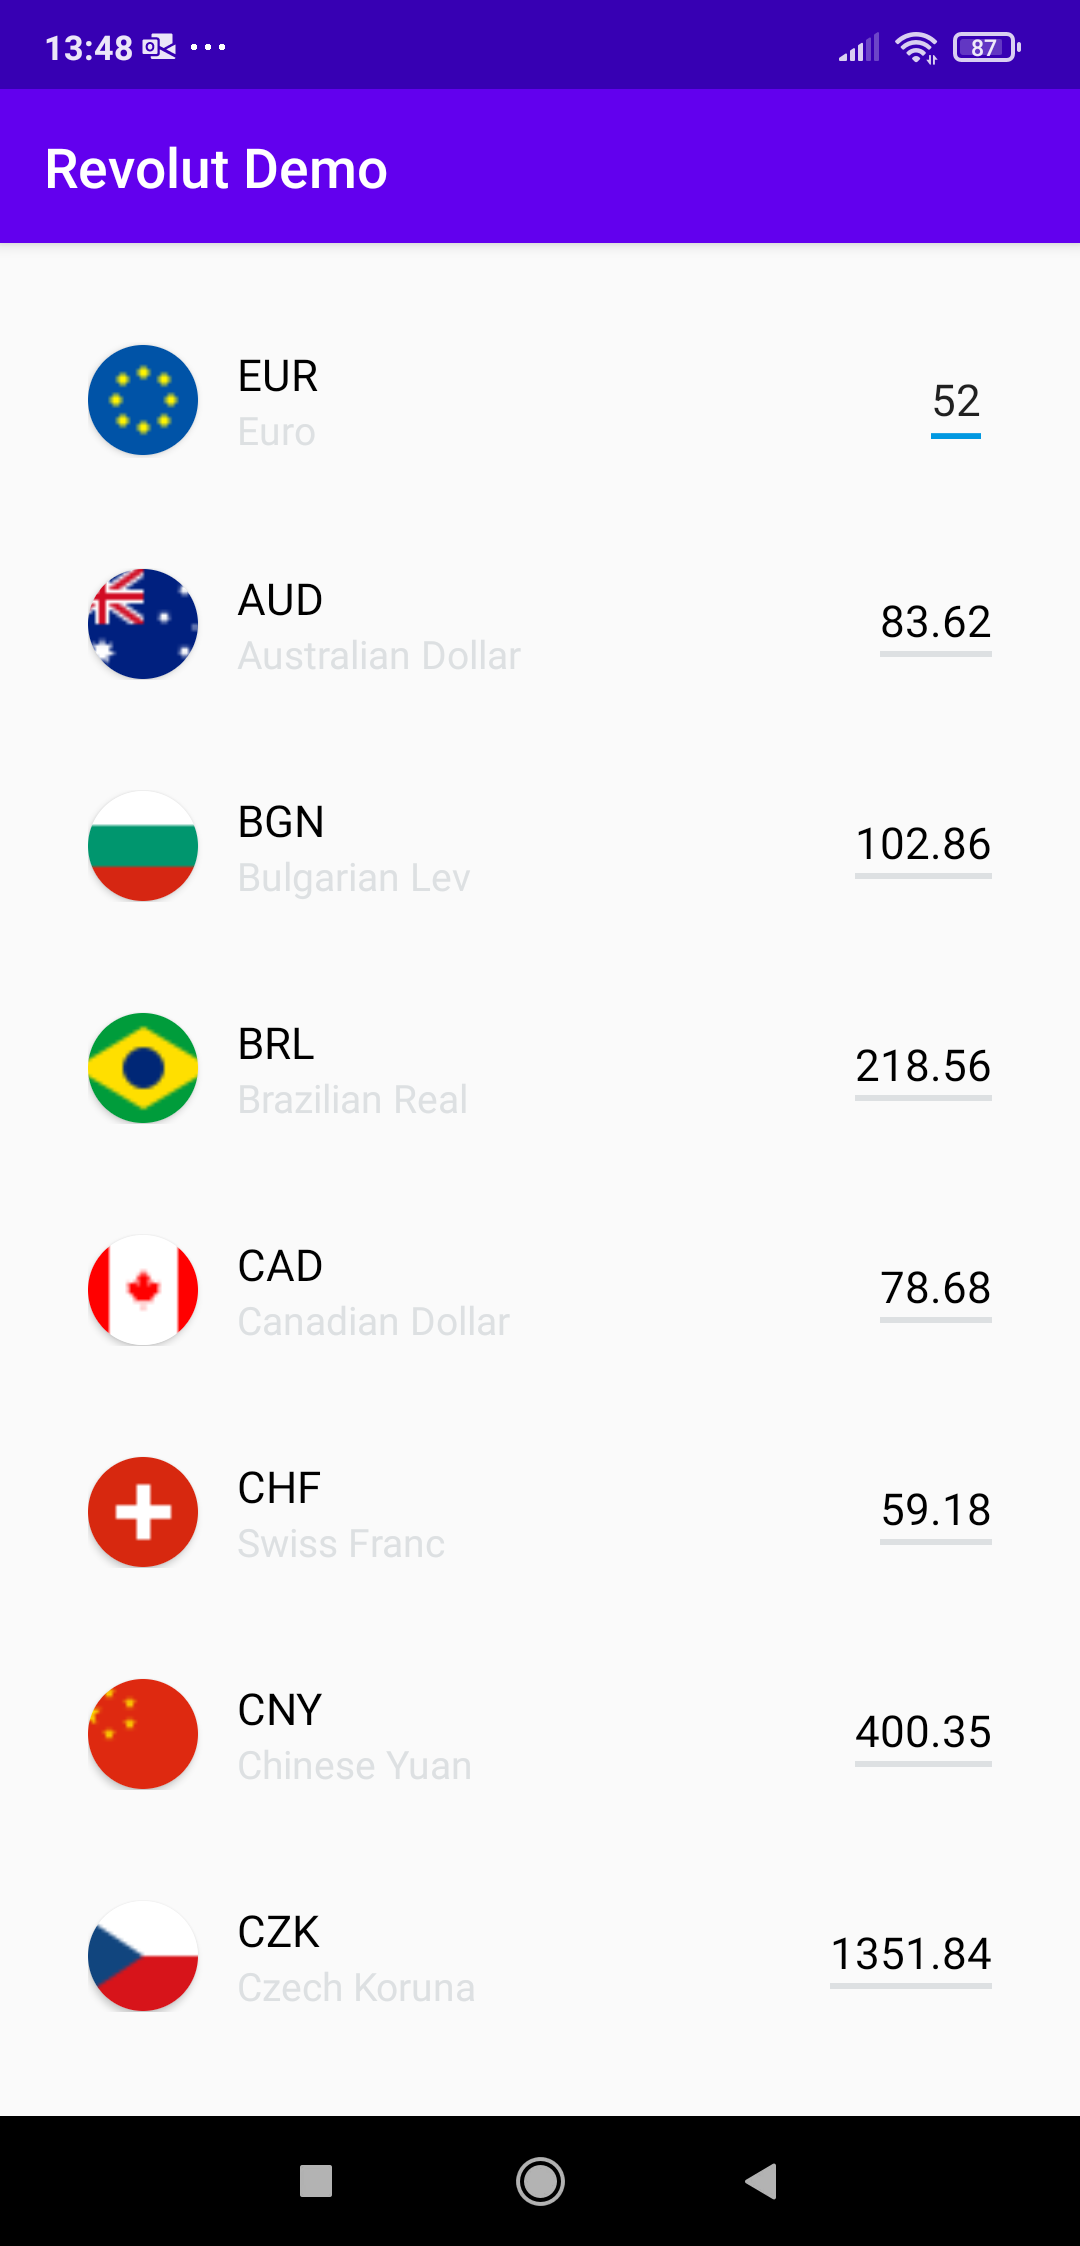 13:48
87
Revolut Demo
EUR
Euro
52
AUD
Australian Dollar
83.62
BGN
Bulgarian Lev
102.86
BRL
Brazilian Real
218.56
CAD
Canadian Dollar
78.68
CHF
Swiss Franc
59.18
CNY
Chinese Yuan
400.35
CZK
Czech Koruna
1351.84